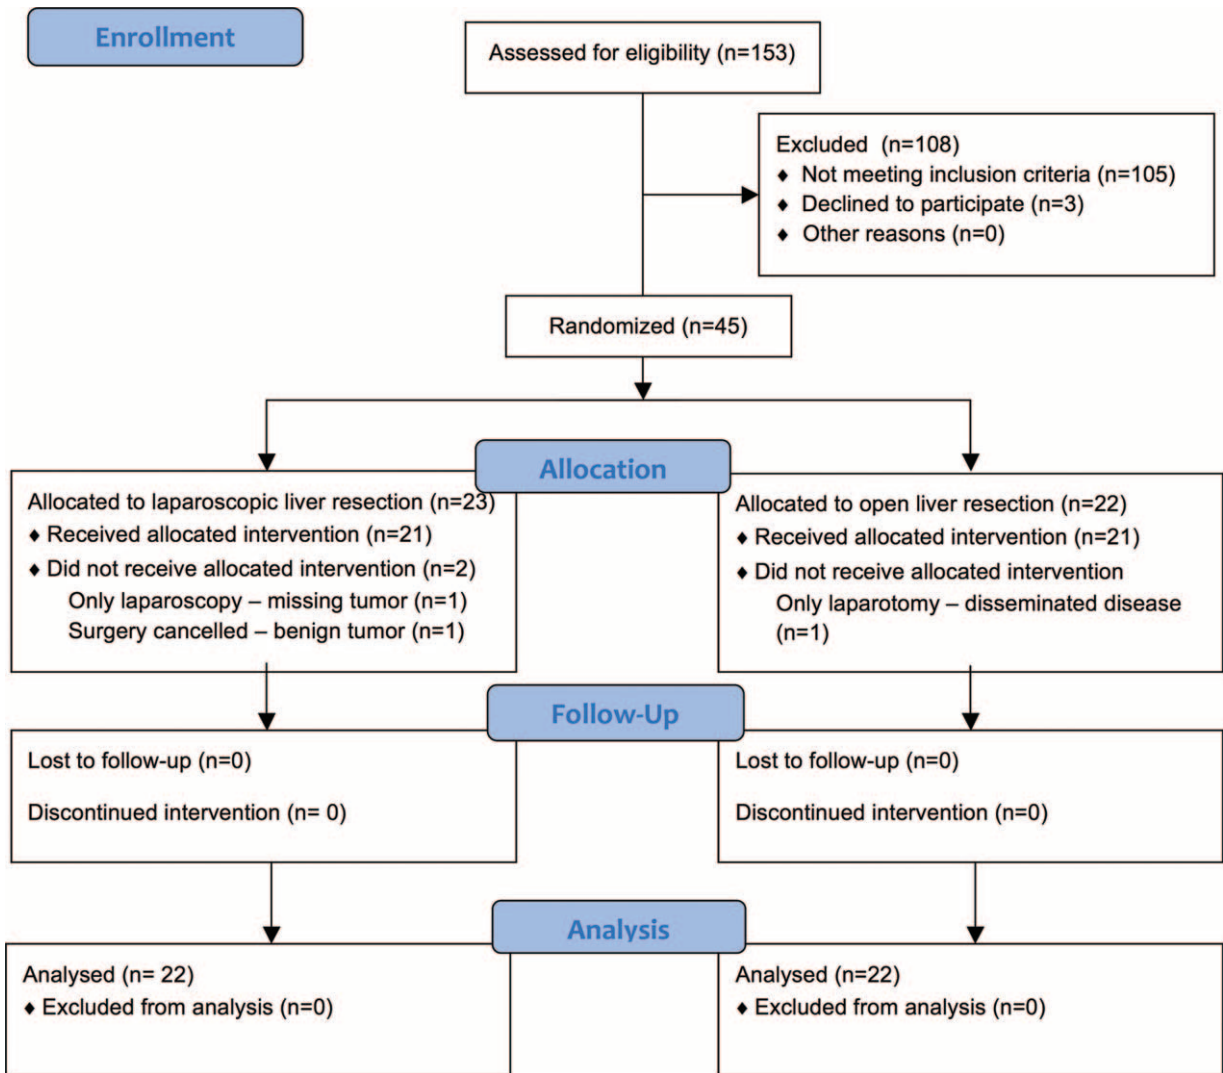 Enrollment
Assessed for eligibility (n=153)
Excluded (n=108)
♦ Not meeting inclusion criteria (n=105)
♦ Declined to participate (n=3)
♦ Other reasons (n=0)
Randomized (n=45)
Allocation
Allocated to laparoscopic liver resection (n=23)
♦ Received allocated intervention (n=21)
♦ Did not receive allocated intervention (n=2)
Only laparoscopy – missing tumor (n=1)
Surgery cancelled – benign tumor (n=1)
Allocated to open liver resection (n=22)
♦ Received allocated intervention (n=21)
♦ Did not receive allocated intervention
Only laparotomy – disseminated disease
(n=1)
Follow-Up
Lost to follow-up (n=0)
Discontinued intervention (n= 0)
Lost to follow-up (n=0)
Discontinued intervention (n=0)
Analysis
Analysed (n= 22)
♦ Excluded from analysis (n=0)
Analysed (n=22)
♦ Excluded from analysis (n=0)